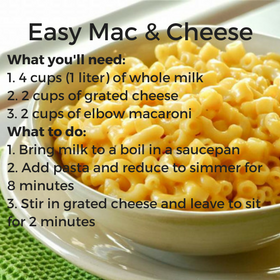 Easy Mac & Cheese
What you'll need:
1. 4 cups (1 liter) of whole milk
2. 2 cups of grated cheese
3. 2 cups of elbow macaroni
What to do:
1. Bring milk to a boil in a saucepan
2. Add pasta and reduce to simmer for
8 minutes
3. Stir in grated cheese and leave to sit
for 2 minutes